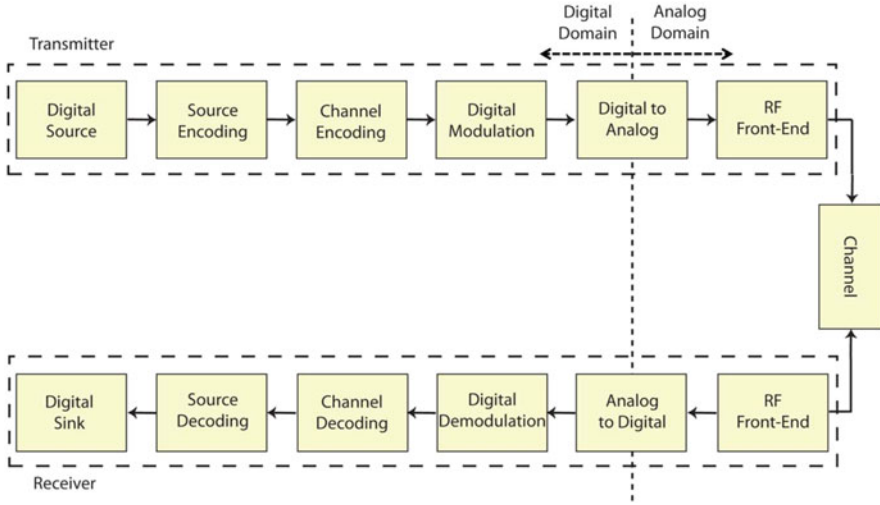 Digital
Domain
Analog
Domain
Transmitter
Digital
Source
Source
Encoding
Channel
Encoding
Digital
Modulation
Digital to
Analog
RF
Front-End
Channel
Digital
Sink
Source
Decoding
Channel
Decoding
Digital
Demodulation
Analog
to Digital
RF
Front-End
Receiver